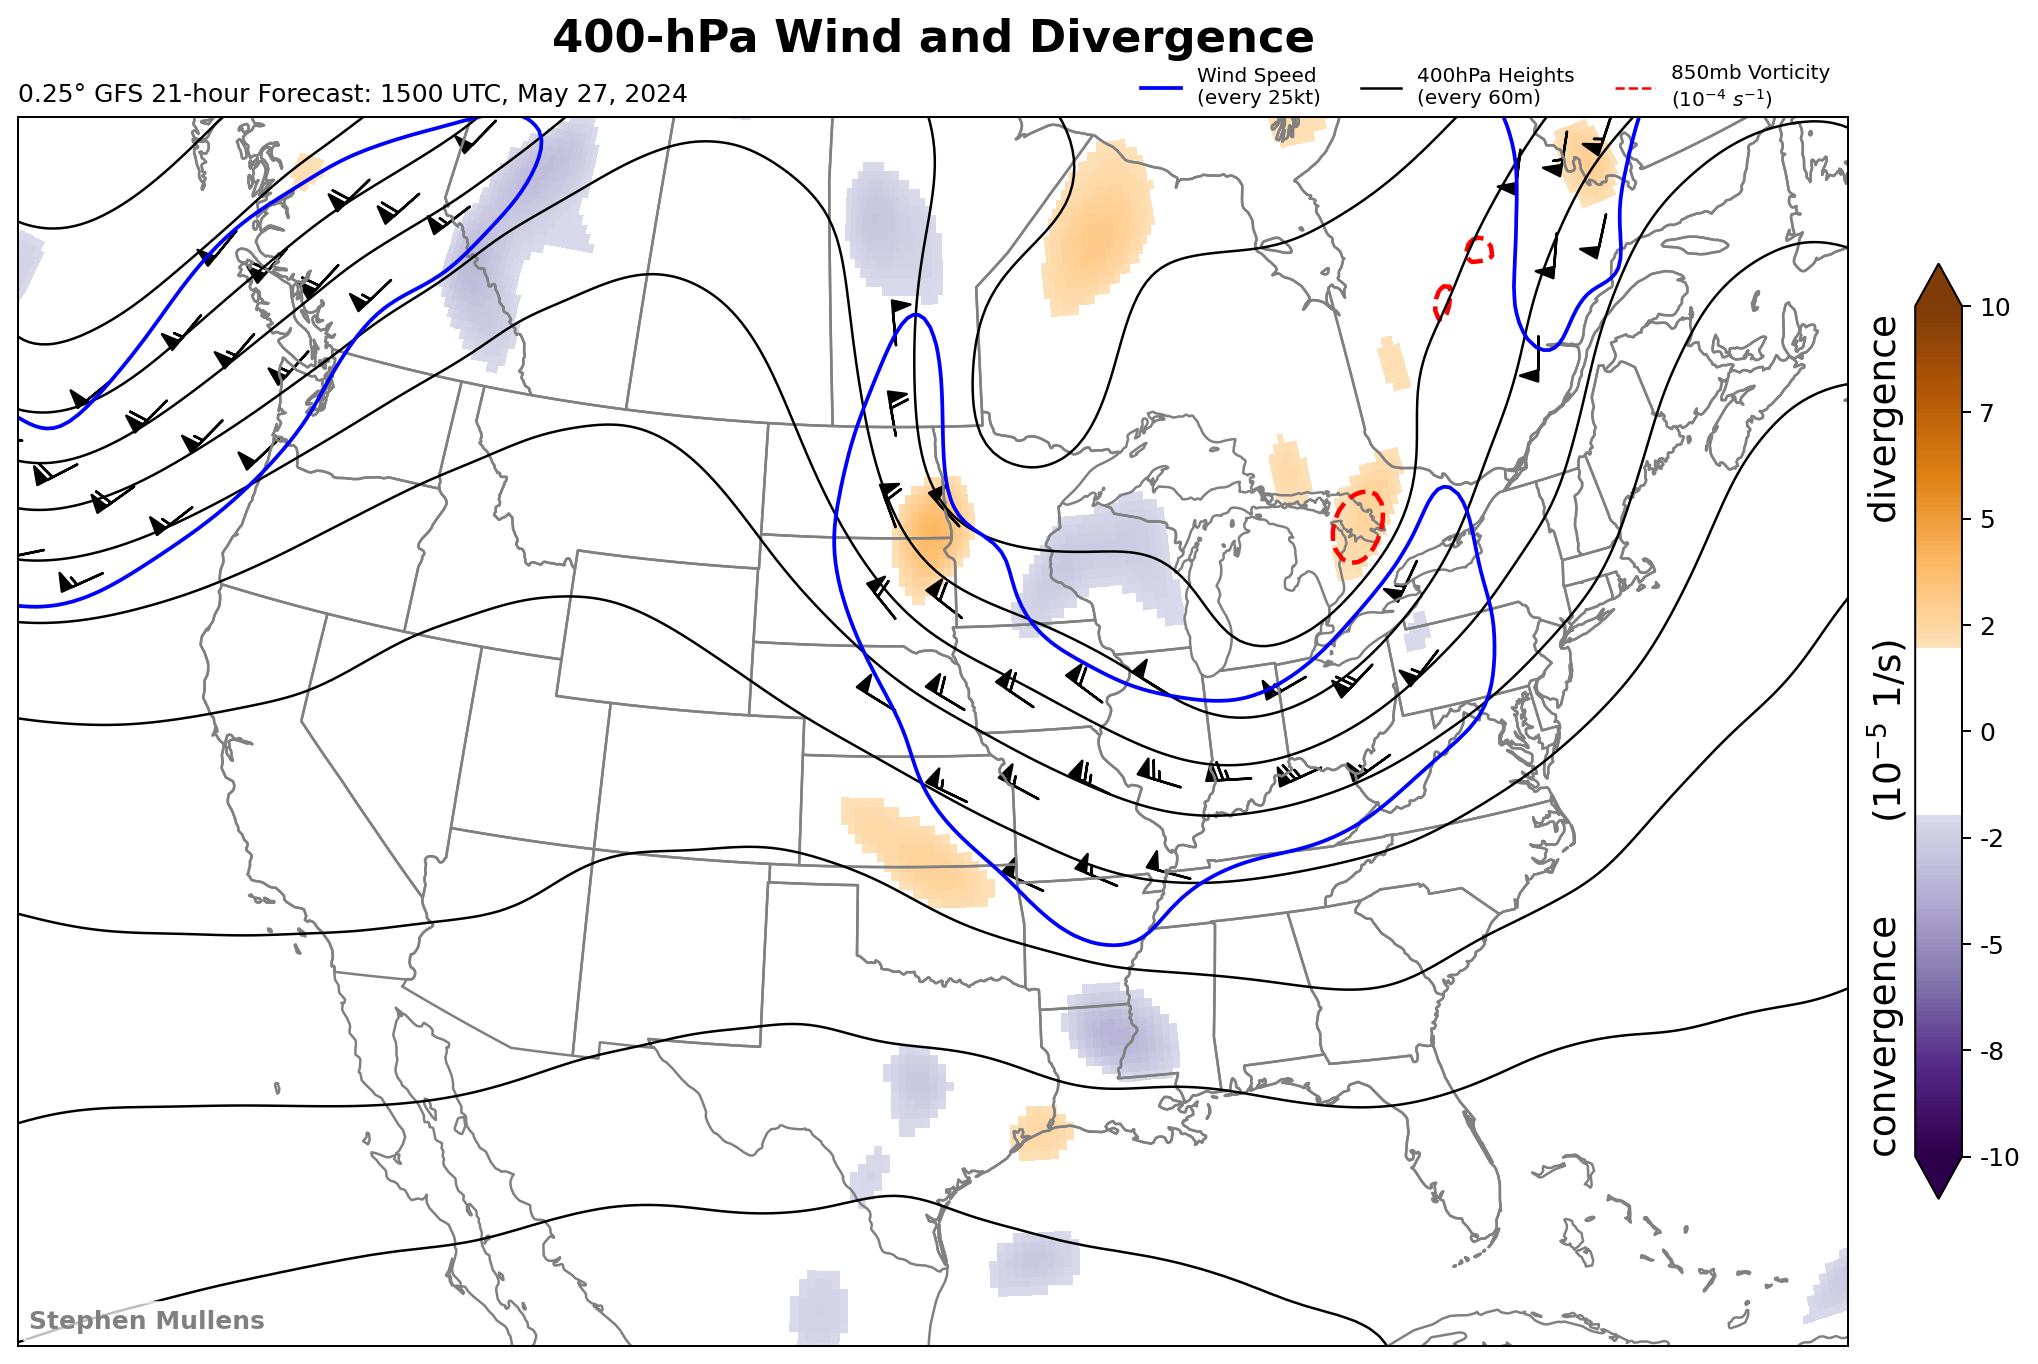 400-hPa Wind and Divergence
0.25° GFS 21-hour Forecast: 1500 UTC, May 27, 2024
Wind Speed
(every 25kt)
400hPa Heights
(every 60m)
850mb Vorticity
(10⁻⁴ s⁻¹)
10
7
5
2
0
-2
-5
-8
-10
convergence (10⁻⁵ 1/s) divergence
Stephen Mullens